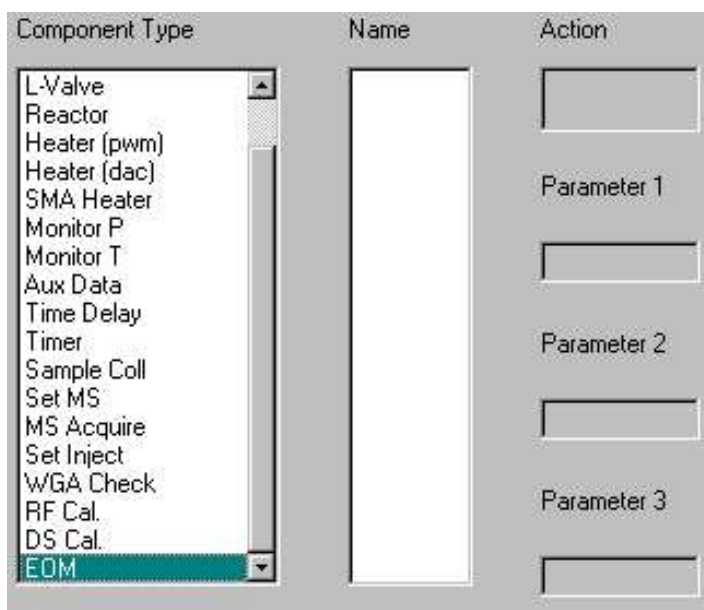 Component Type
Name
Action
L-Valve
Reactor
Heater (pwm)
Heater (dac)
SMA Heater
Monitor P
Monitor T
Aux Data
Time Delay
Timer
Sample Coll
Set MS
MS Acquire
Set Inject
WGA Check
RF Cal.
DS Cal.
EOM
Parameter 1
Parameter 2
Parameter 3